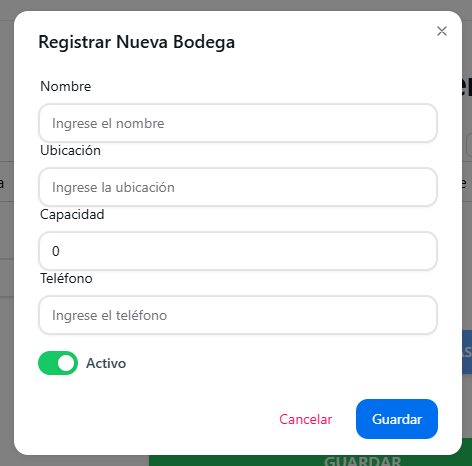 Registrar Nueva Bodega
Nombre
Ingrese el nombre
Ubicación
Ingrese la ubicación
Capacidad
0
Teléfono
Ingrese el teléfono
Activo
Cancelar
Guardar
GUARDAR